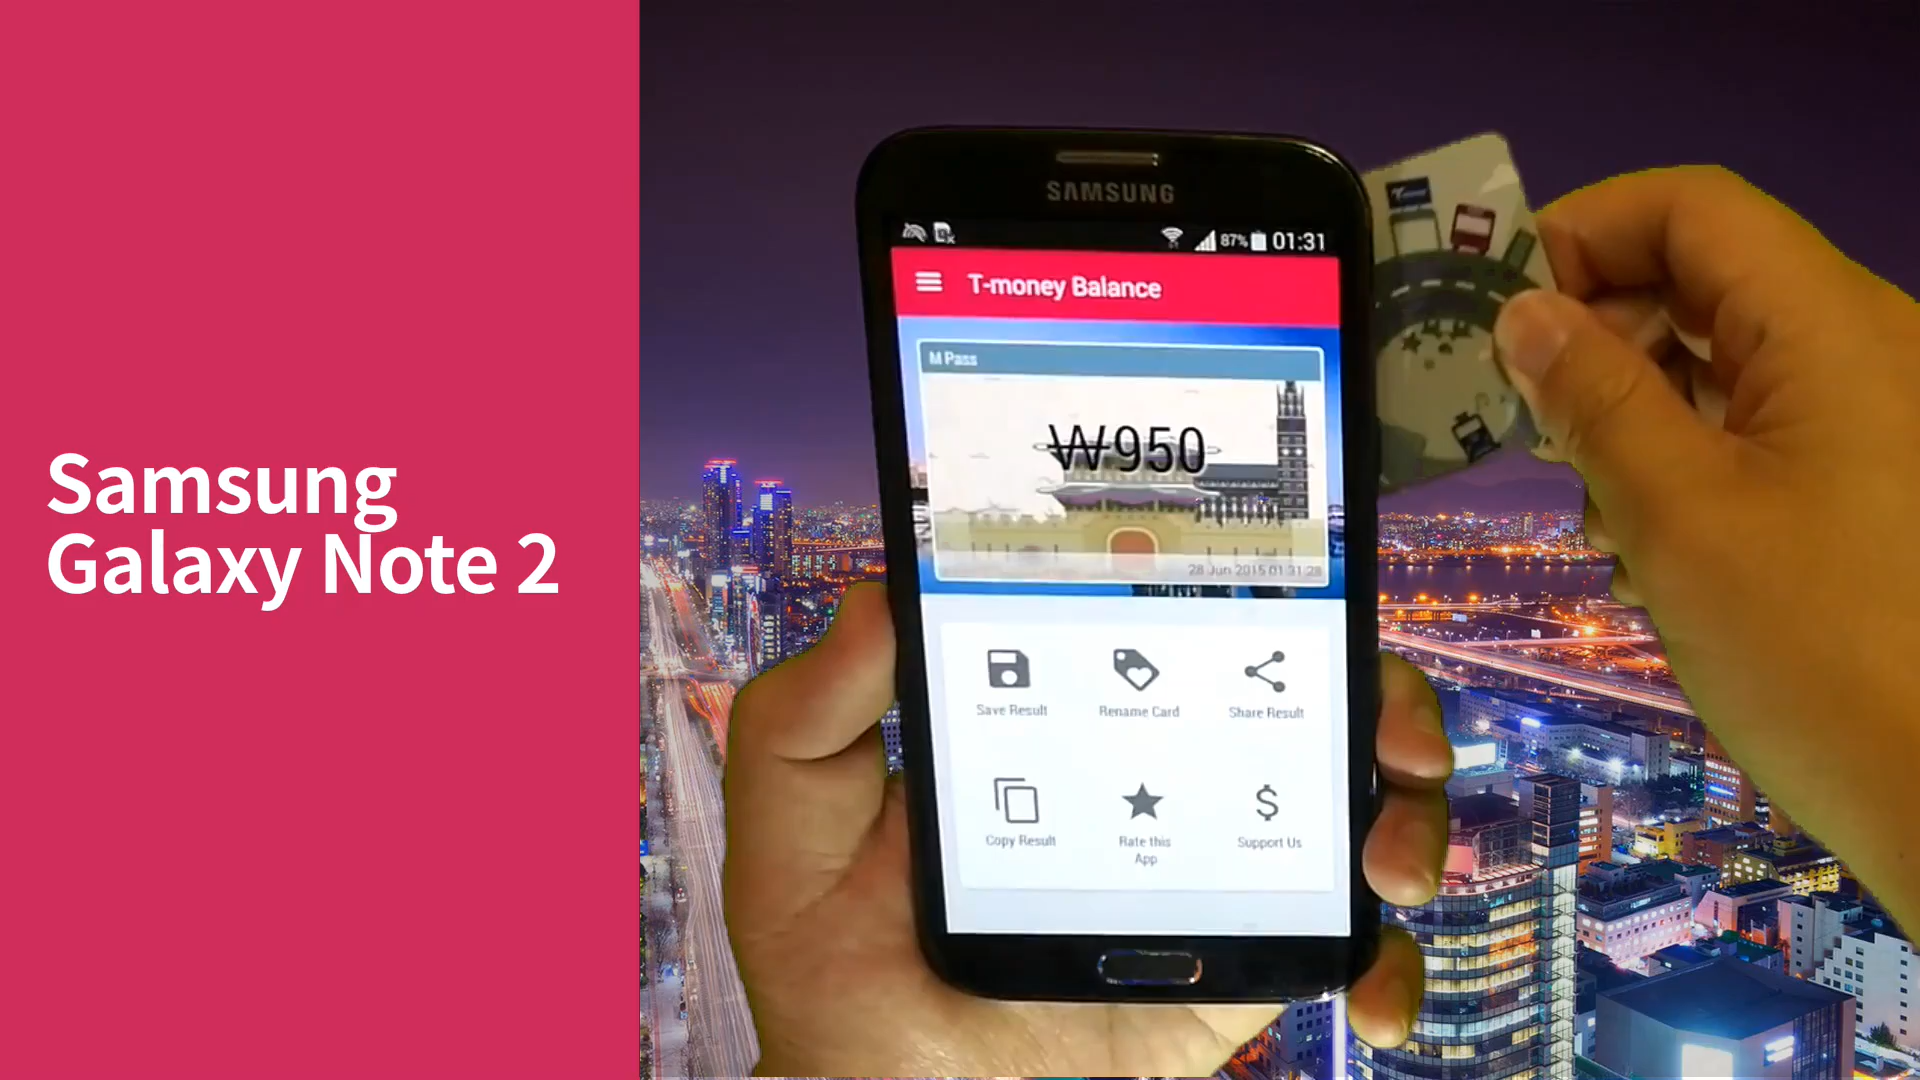 Samsung
Galaxy Note 2
SAMSUNG
87% 01:31
T-money Balance
M Pass
₩950
28 Jun 2015 01:31:28
Save Result
Rename Card
Share Result
Copy Result
Rate this
App
Support Us